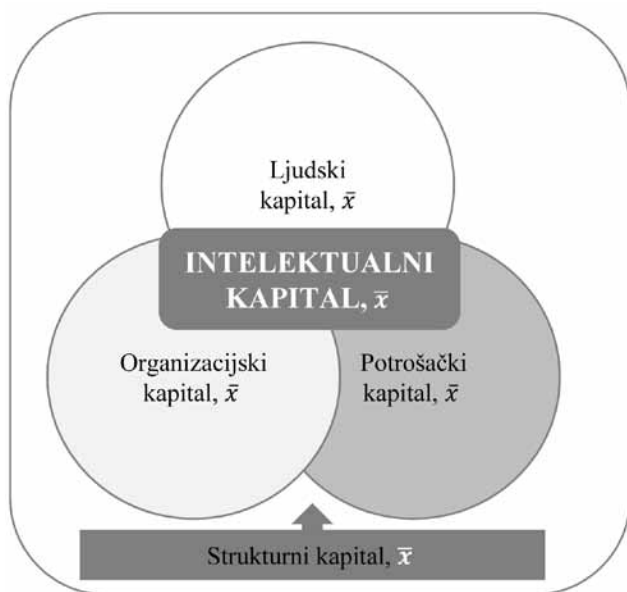 Ljudski
kapital, x̄
INTELEKTUALNI
KAPITAL, x̄
Organizacijski
kapital, x̄
Potrošački
kapital, x̄
Strukturni kapital, x̄